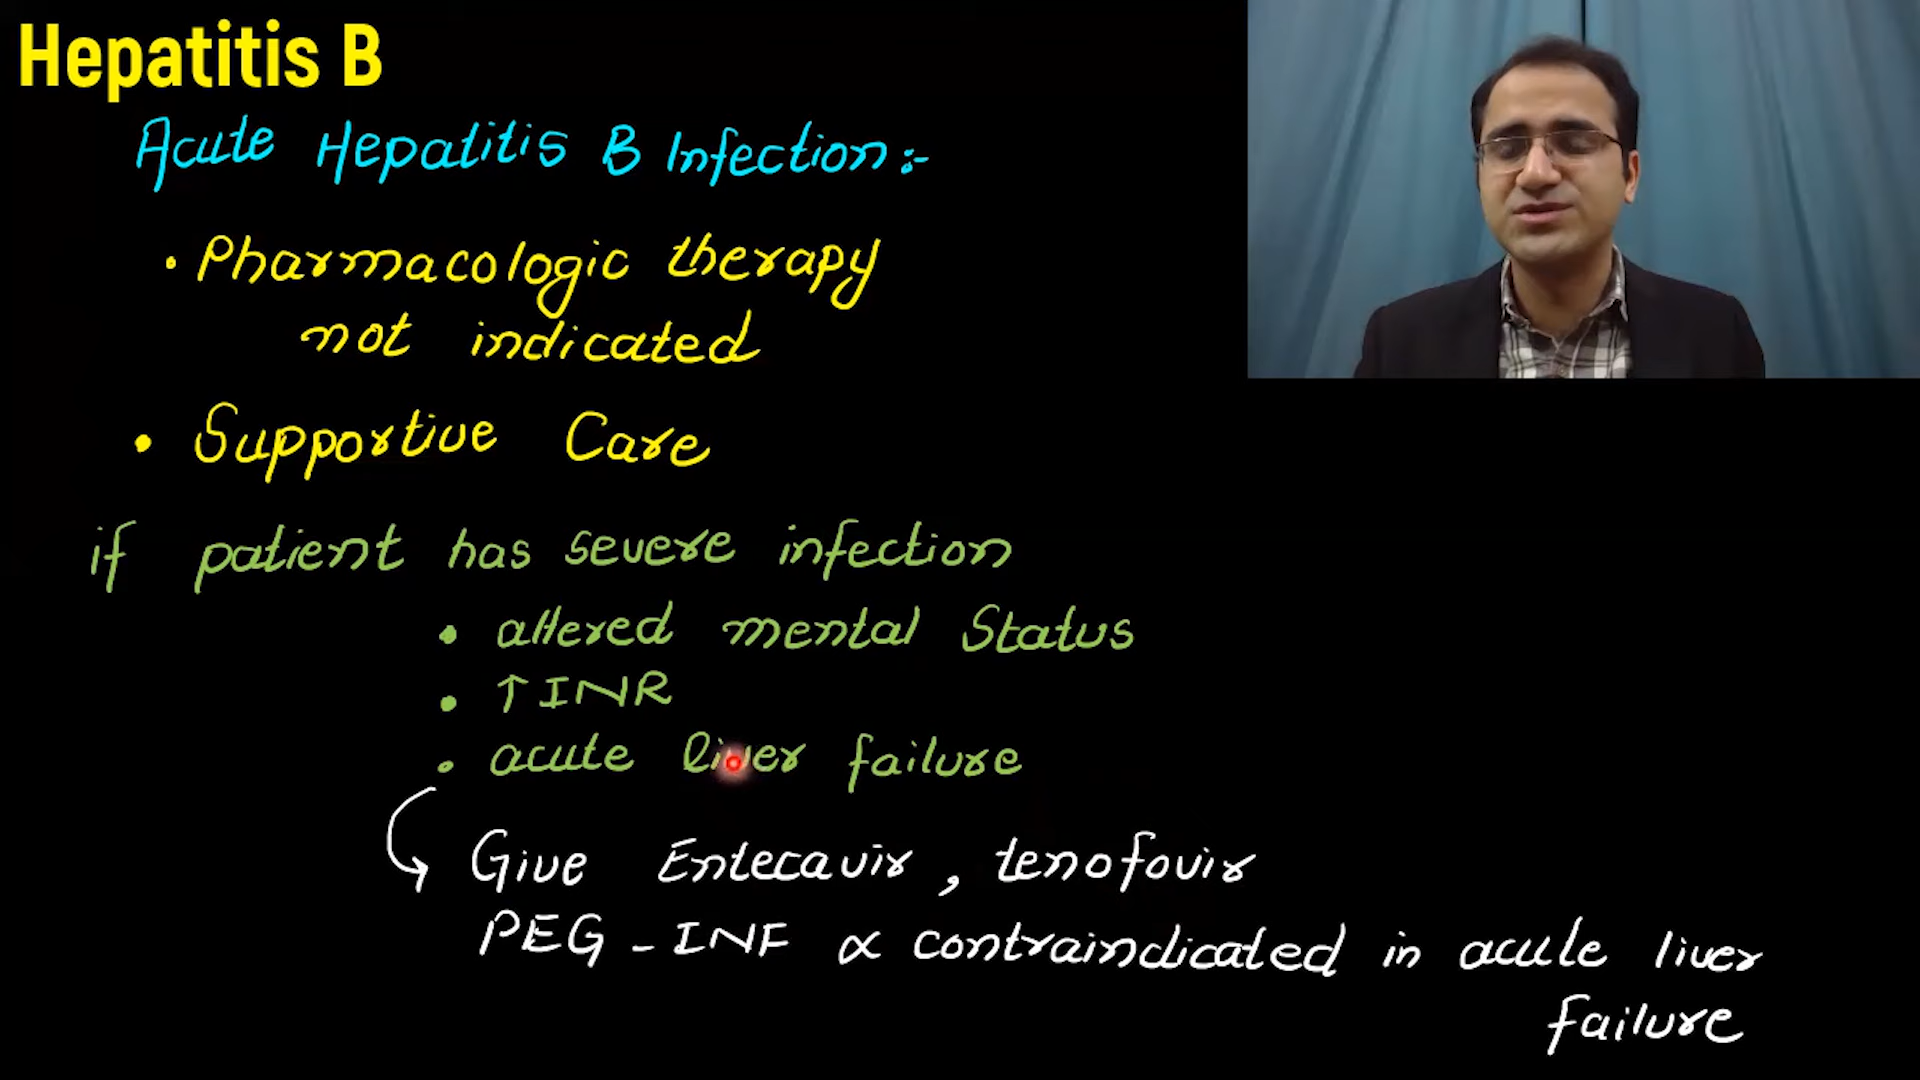 Hepatitis B
Acute Hepatitis B Infection:-
• Pharmacologic therapy
not indicated
• Supportive Care
if patient has severe infection
• altered mental Status
• ↑INR
• acute liver failure
Give Entecavir, tenofovir
PEG-INF α contraindicated in acute liver
failure